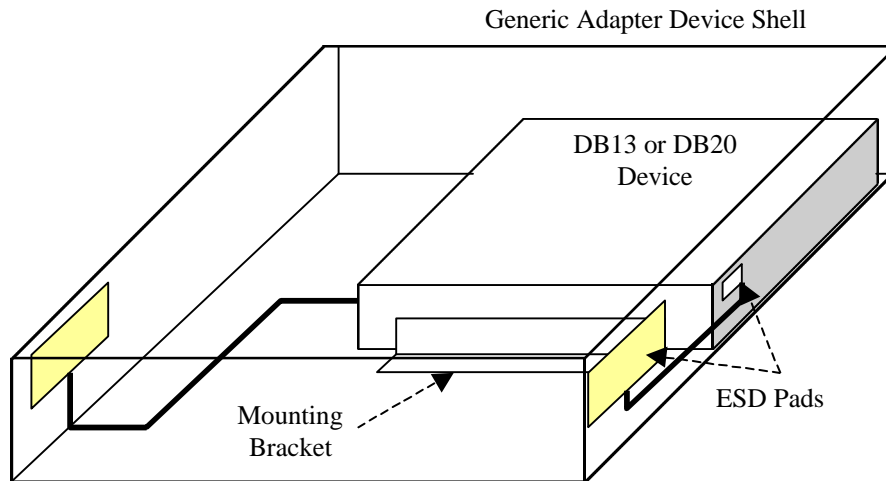 Generic Adapter Device Shell
DB13 or DB20
Device
Mounting
Bracket
ESD Pads